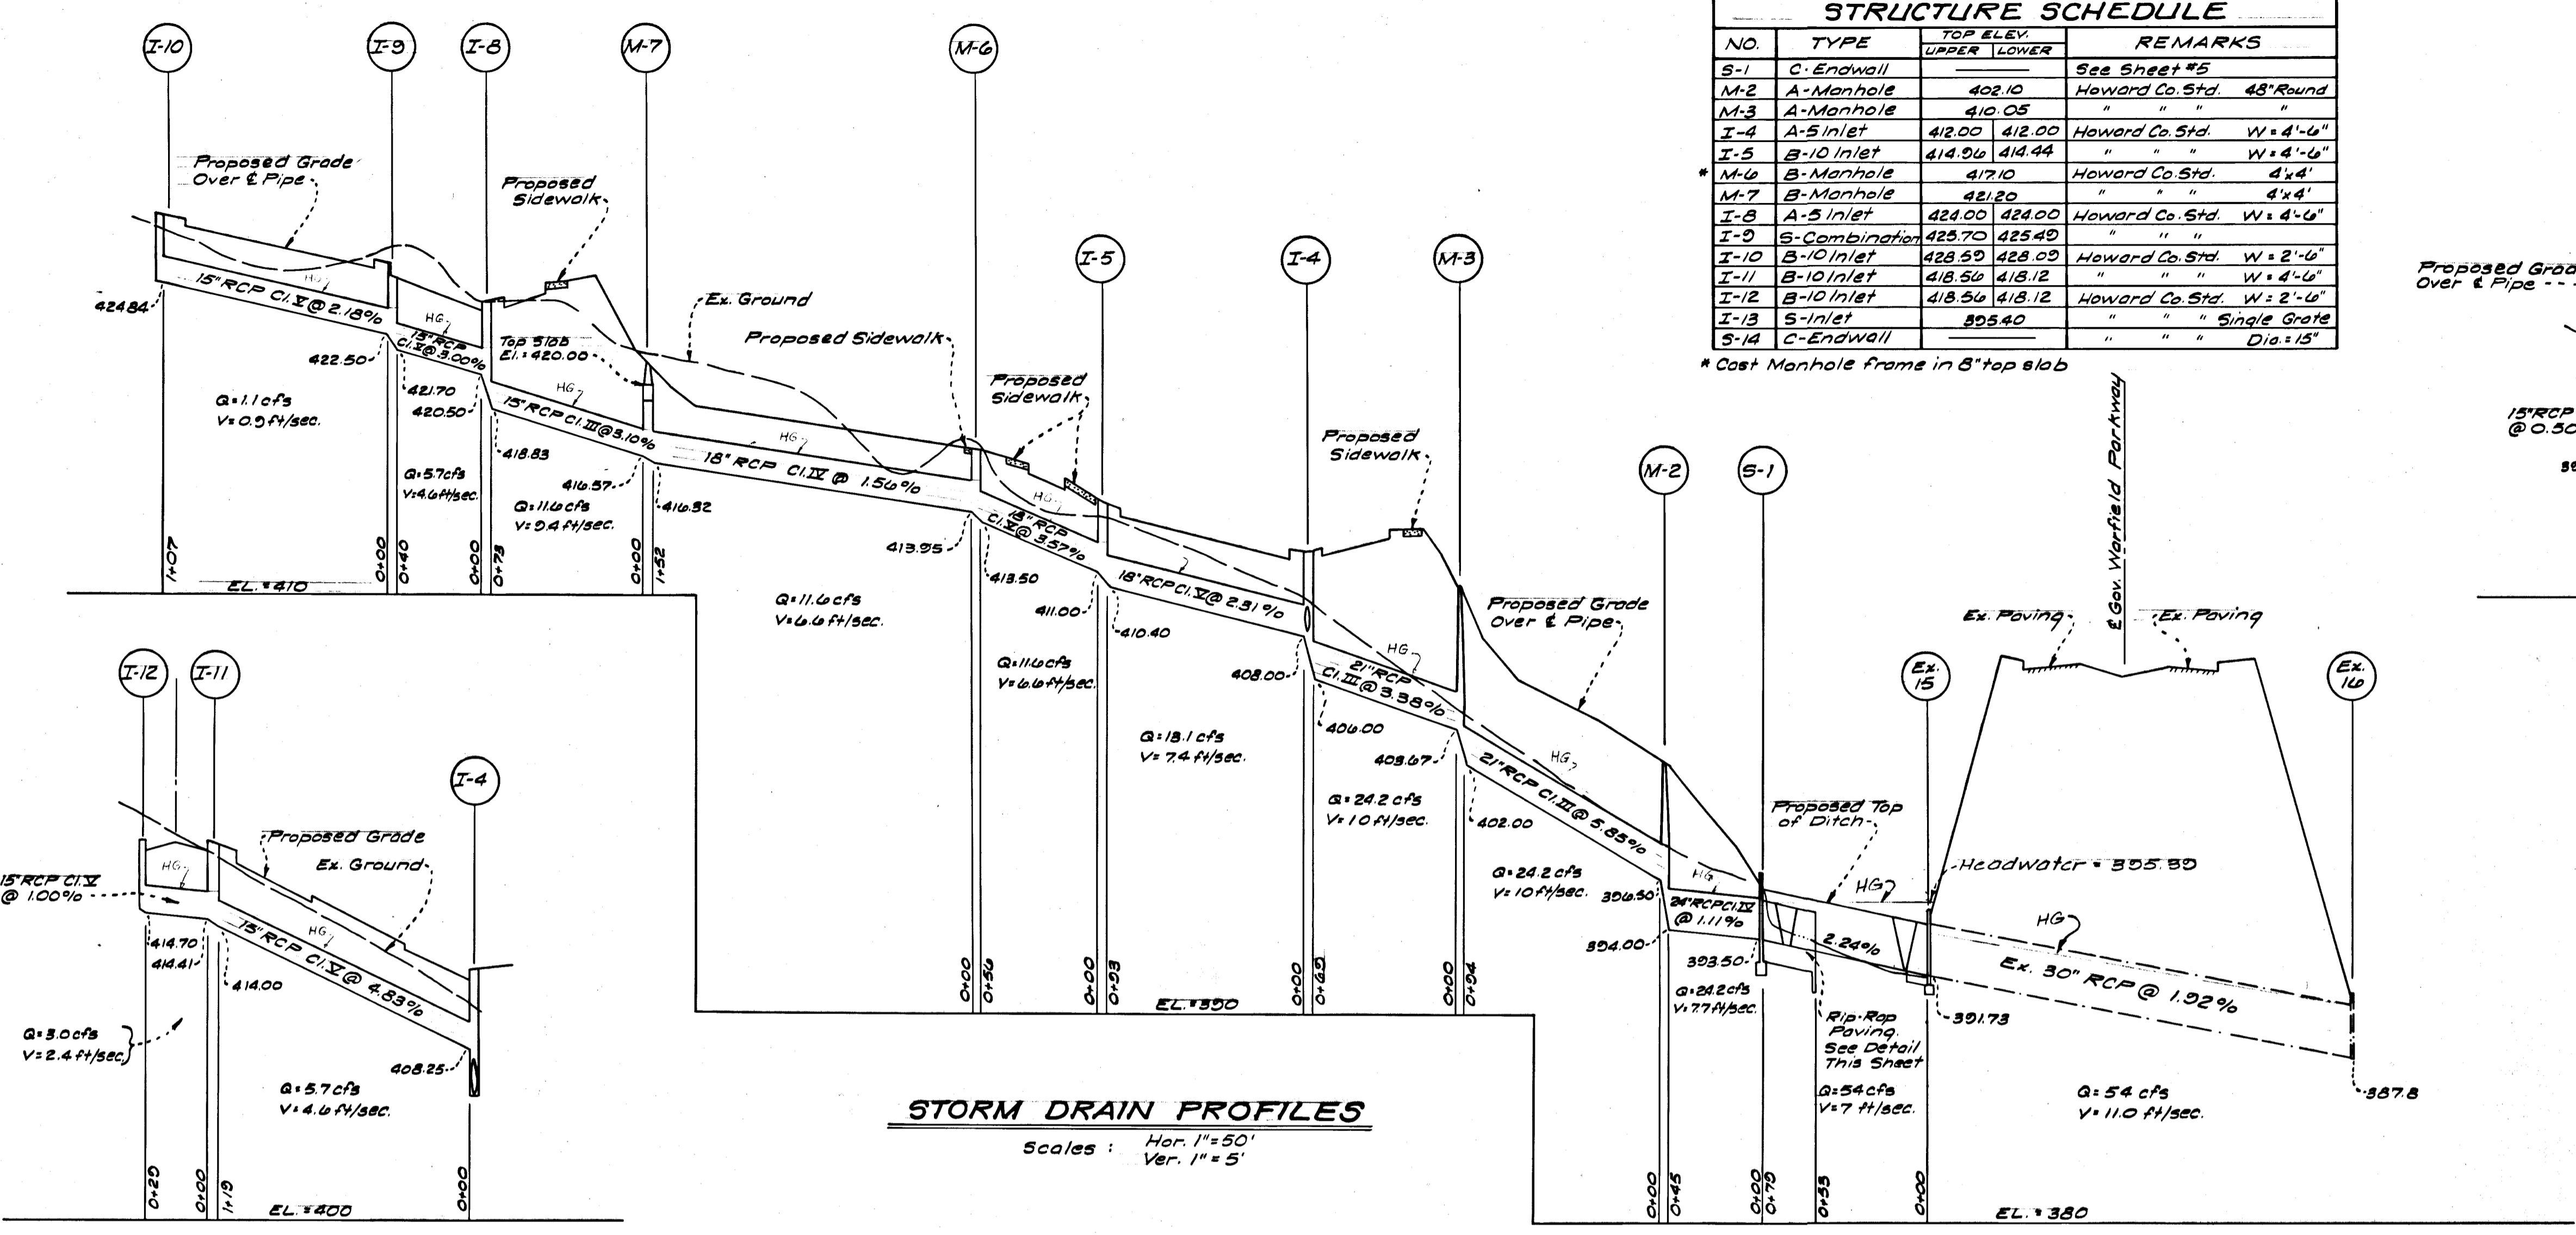 STRUCTURE SCHEDULE
NO. TYPE TOP ELEV. REMARKS
UPPER LOWER
S-1 C-Endwall See Sheet #5
M-2 A-Manhole 402.10 Howard Co. Std. 48" Round
M-3 A-Manhole 410.05 " " " "
I-4 A-5 Inlet 412.00 412.00 Howard Co. Std. W = 4'-6"
I-5 B-10 Inlet 414.96 414.44 " " " W = 4'-6"
* M-6 B-Manhole 417.10 Howard Co. Std. 4'x4'
M-7 B-Manhole 421.20 " " " 4'x4'
I-8 A-5 Inlet 424.00 424.00 Howard Co. Std. W = 4'-6"
I-9 S-Combination 425.70 425.49 " " "
I-10 B-10 Inlet 428.59 428.09 Howard Co. Std. W = 2'-6"
I-11 B-10 Inlet 418.56 418.12 " " " W = 4'-6"
I-12 B-10 Inlet 418.56 418.12 Howard Co. Std. W = 2'-6"
I-13 S-Inlet 395.40 " " " Single Grate
S-14 C-Endwall " " " Dia. = 15"
* Cast Manhole frame in 8" top slab
I-10
I-9
I-8
M-7
M-6
I-5
I-4
M-3
M-2
S-1
Ex. 15
Ex. 16
Proposed Grade
Over ℄ Pipe
Proposed
Sidewalk
Ex. Ground
Proposed Sidewalk
Proposed
Sidewalk
Proposed
Sidewalk
Proposed Grade
Over ℄ Pipe
Top Slab
El. = 420.00
424.84
HG
15" RCP Cl. V @ 2.18%
422.50
Q = 1.1 cfs
V = 0.9 ft/sec.
HG
15" RCP
Cl. V @ 3.00%
421.70
420.50
Q = 5.7 cfs
V = 4.6 ft/sec.
HG
15" RCP Cl. III @ 3.10%
418.83
416.57
Q = 11.6 cfs
V = 9.4 ft/sec.
HG
18" RCP Cl. IV @ 1.56%
416.32
413.95
Q = 11.6 cfs
V = 6.6 ft/sec.
HG
18" RCP
Cl. V @ 3.57%
413.50
411.00
Q = 11.6 cfs
V = 6.6 ft/sec.
HG
18" RCP Cl. V @ 2.31%
410.40
408.00
Q = 13.1 cfs
V = 7.4 ft/sec.
HG
21" RCP
Cl. III @ 3.38%
406.00
403.67
Q = 24.2 cfs
V = 10 ft/sec.
HG
21" RCP Cl. III @ 5.85%
402.00
396.50
Q = 24.2 cfs
V = 10 ft/sec.
HG
24" RCP Cl. IV
@ 1.11%
394.00
393.50
Q = 24.2 cfs
V = 7.7 ft/sec.
Proposed Top
of Ditch
HG
2.24%
Rip-Rap
Paving.
See Detail
This Sheet
Q = 54 cfs
V = 7 ft/sec.
Headwater = 395.39
391.73
Ex. Paving
Ex. Paving
℄ Gov. Warfield Parkway
HG
Ex. 30" RCP @ 1.92%
387.8
Q = 54 cfs
V = 11.0 ft/sec.
1+07
0+00
0+40
0+00
0+73
0+00
1+52
EL. = 410
0+00
0+56
0+00
0+93
0+00
0+69
0+00
0+94
EL. = 390
0+00
0+45
0+00
0+79
0+53
0+00
EL. = 380
I-12
I-11
I-4
Proposed Grade
Ex. Ground
HG
15" RCP Cl. V
@ 1.00%
414.70
414.41
414.00
HG
15" RCP Cl. V @ 4.83%
408.25
Q = 3.0 cfs
V = 2.4 ft/sec.
Q = 5.7 cfs
V = 4.6 ft/sec.
0+29
0+00
1+19
0+00
EL. = 400
STORM DRAIN PROFILES
Scales : Hor. 1" = 50'
Ver. 1" = 5'
Over ℄ Pipe
15" RCP